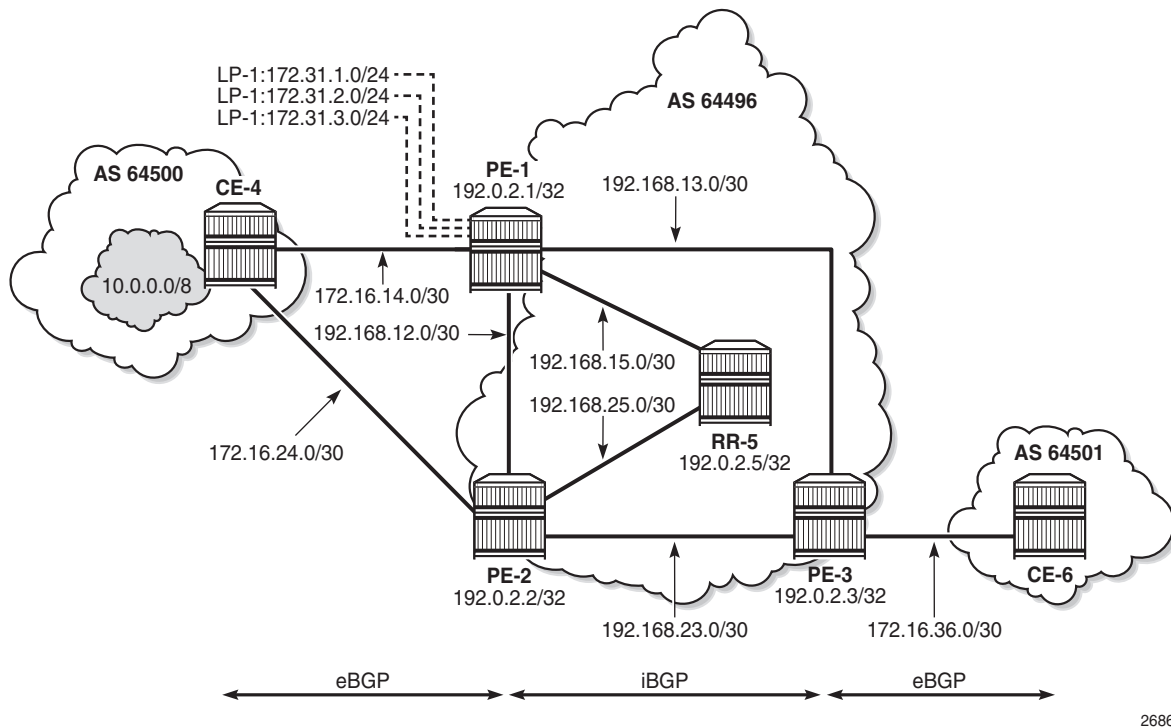 LP-1:172.31.1.0/24
LP-1:172.31.2.0/24
LP-1:172.31.3.0/24
AS 64496
AS 64500
CE-4
PE-1
192.0.2.1/32
192.168.13.0/30
10.0.0.0/8
172.16.14.0/30
192.168.12.0/30
192.168.15.0/30
192.168.25.0/30
172.16.24.0/30
RR-5
192.0.2.5/32
AS 64501
PE-2
192.0.2.2/32
PE-3
192.0.2.3/32
CE-6
192.168.23.0/30
172.16.36.0/30
eBGP
iBGP
eBGP
2686